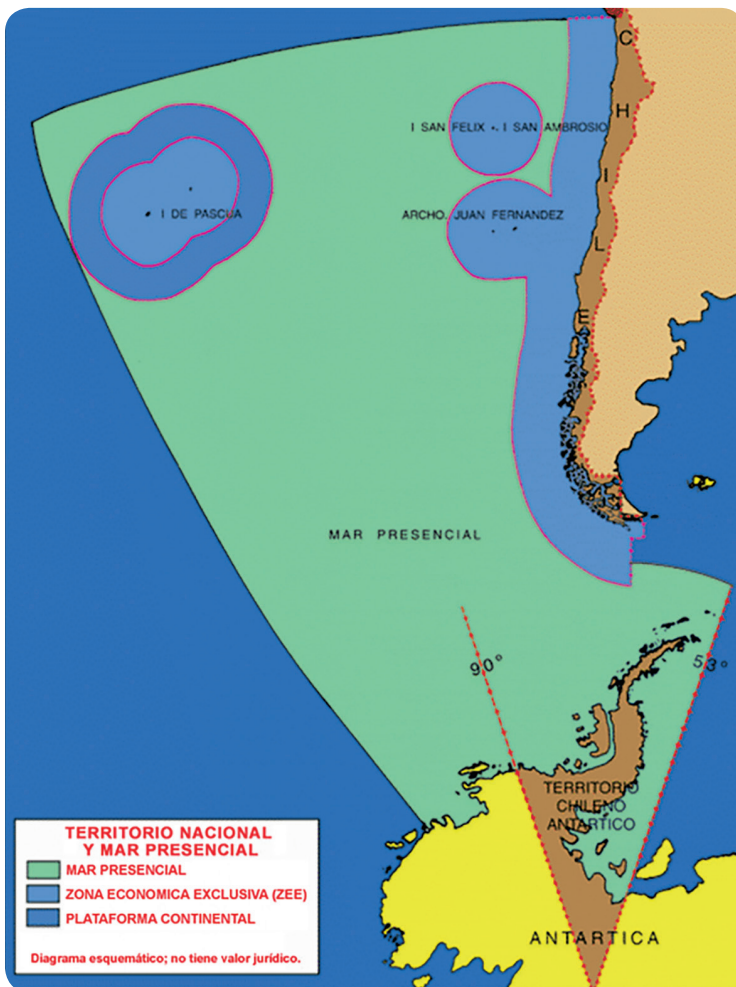 C
H
I
L
E
I SAN FELIX I SAN AMBROSIO
I DE PASCUA
ARCHO. JUAN FERNANDEZ
MAR PRESENCIAL
90°
53°
TERRITORIO
CHILENO
ANTARTICO
ANTARTICA
TERRITORIO NACIONAL
Y MAR PRESENCIAL
MAR PRESENCIAL
ZONA ECONOMICA EXCLUSIVA (ZEE)
PLATAFORMA CONTINENTAL
Diagrama esquemático; no tiene valor jurídico.